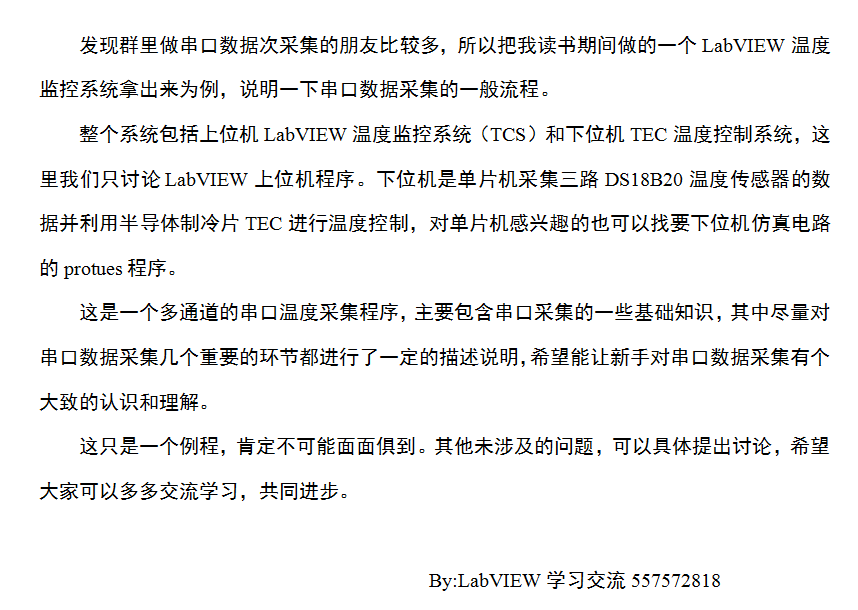 发现群里做串口数据次采集的朋友比较多，所以把我读书期间做的一个 LabVIEW 温度
监控系统拿出来为例，说明一下串口数据采集的一般流程。
整个系统包括上位机 LabVIEW 温度监控系统（TCS）和下位机 TEC 温度控制系统，这
里我们只讨论 LabVIEW 上位机程序。下位机是单片机采集三路 DS18B20 温度传感器的数
据并利用半导体制冷片 TEC 进行温度控制，对单片机感兴趣的也可以找要下位机仿真电路
的 protues 程序。
这是一个多通道的串口温度采集程序，主要包含串口采集的一些基础知识，其中尽量对
串口数据采集几个重要的环节都进行了一定的描述说明，希望能让新手对串口数据采集有个
大致的认识和理解。
这只是一个例程，肯定不可能面面俱到。其他未涉及的问题，可以具体提出讨论，希望
大家可以多多交流学习，共同进步。
By:LabVIEW 学习交流 557572818